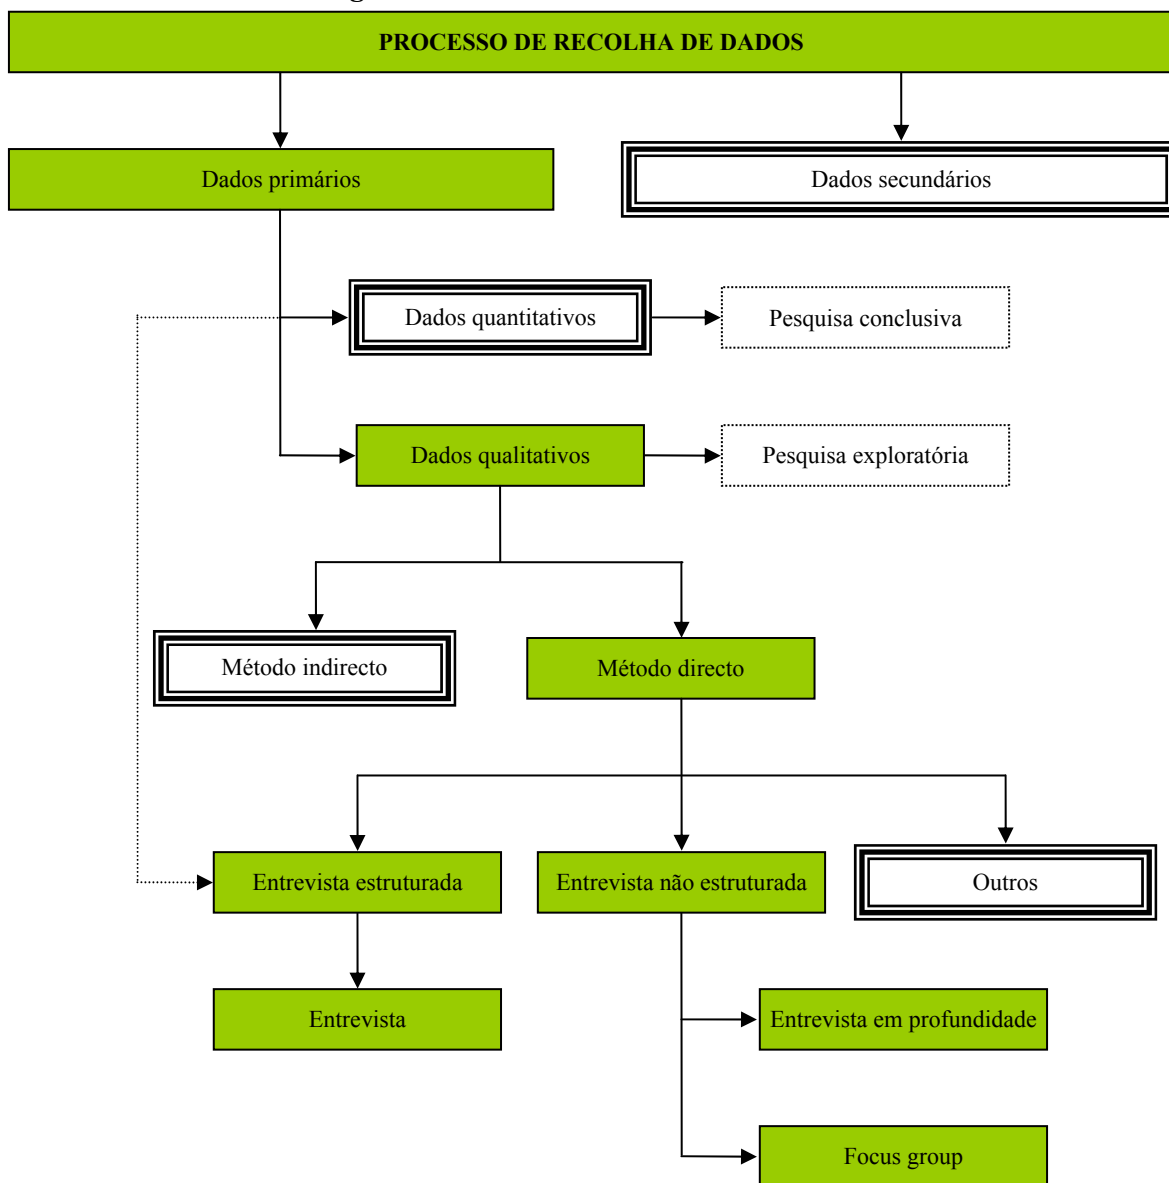 PROCESSO DE RECOLHA DE DADOS
Dados primários
Dados secundários
Dados quantitativos
Pesquisa conclusiva
Dados qualitativos
Pesquisa exploratória
Método indirecto
Método directo
Entrevista estruturada
Entrevista não estruturada
Outros
Entrevista
Entrevista em profundidade
Focus group